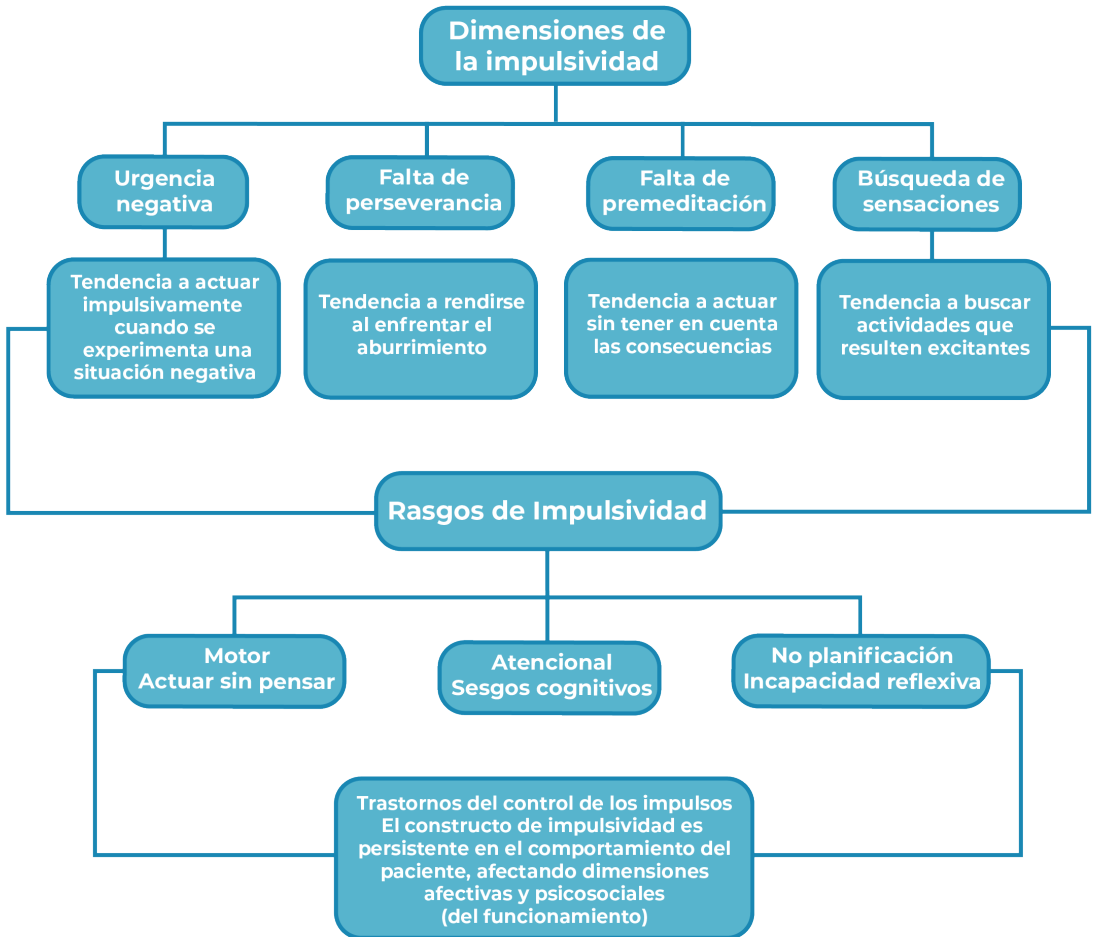 Dimensiones de
la impulsividad
Urgencia
negativa
Falta de
perseverancia
Falta de
premeditación
Búsqueda de
sensaciones
Tendencia a actuar
impulsivamente
cuando se
experimenta una
situación negativa
Tendencia a rendirse
al enfrentar el
aburrimiento
Tendencia a actuar
sin tener en cuenta
las consecuencias
Tendencia a buscar
actividades que
resulten excitantes
Rasgos de Impulsividad
Motor
Actuar sin pensar
Atencional
Sesgos cognitivos
No planificación
Incapacidad reflexiva
Trastornos del control de los impulsos
El constructo de impulsividad es
persistente en el comportamiento del
paciente, afectando dimensiones
afectivas y psicosociales
(del funcionamiento)